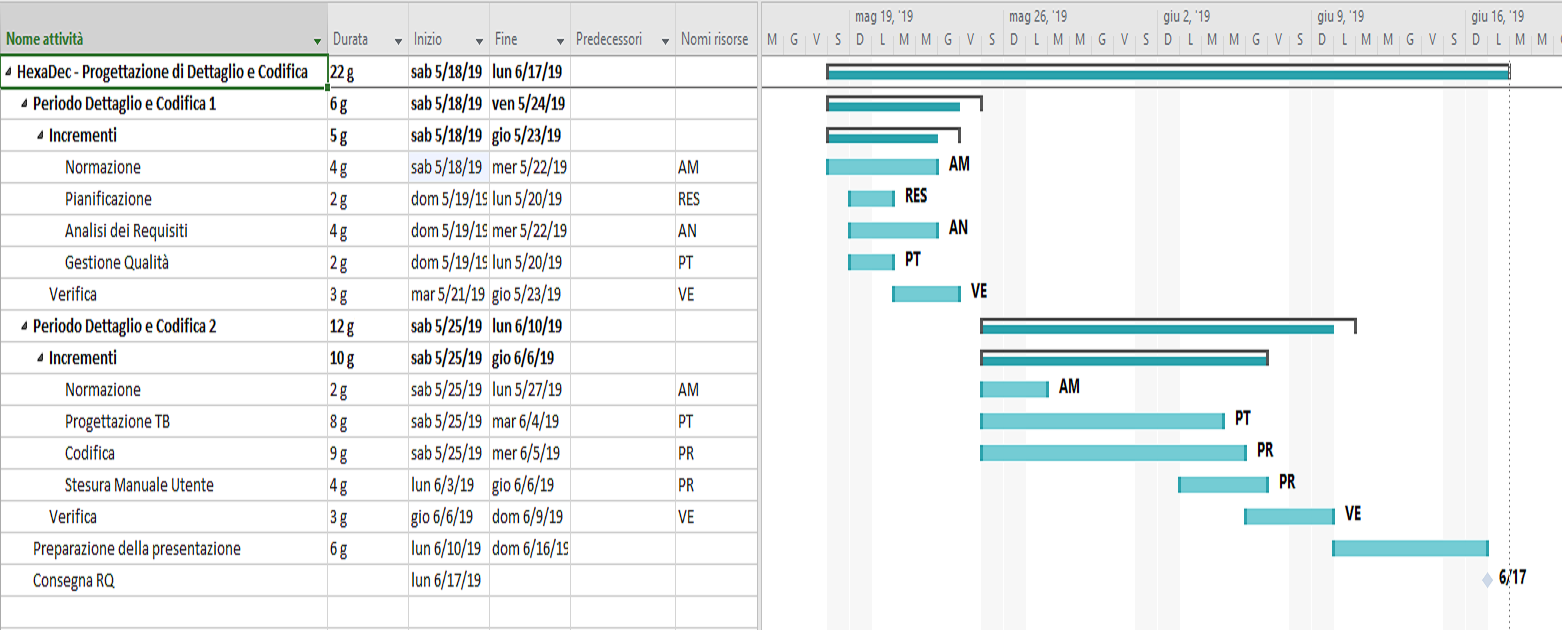 mag 19, '19 mag 26, '19 giu 2, '19 giu 9, '19 giu 16, '19
Nome attività Durata Inizio Fine Predecessori Nomi risorse M G V S D L M M G V S D L M M G V S D L M M G V S D L M M G V S D L M M
HexaDec - Progettazione di Dettaglio e Codifica 22 g sab 5/18/19 lun 6/17/19
Periodo Dettaglio e Codifica 1 6 g sab 5/18/19 ven 5/24/19
Incrementi 5 g sab 5/18/19 gio 5/23/19
Normazione 4 g sab 5/18/19 mer 5/22/19 AM AM
Pianificazione 2 g dom 5/19/19 lun 5/20/19 RES RES
Analisi dei Requisiti 4 g dom 5/19/19 mer 5/22/19 AN AN
Gestione Qualità 2 g dom 5/19/19 lun 5/20/19 PT PT
Verifica 3 g mar 5/21/19 gio 5/23/19 VE VE
Periodo Dettaglio e Codifica 2 12 g sab 5/25/19 lun 6/10/19
Incrementi 10 g sab 5/25/19 gio 6/6/19
Normazione 2 g sab 5/25/19 lun 5/27/19 AM AM
Progettazione TB 8 g sab 5/25/19 mar 6/4/19 PT PT
Codifica 9 g sab 5/25/19 mer 6/5/19 PR PR
Stesura Manuale Utente 4 g lun 6/3/19 gio 6/6/19 PR PR
Verifica 3 g gio 6/6/19 dom 6/9/19 VE VE
Preparazione della presentazione 6 g lun 6/10/19 dom 6/16/19
Consegna RQ lun 6/17/19 6/17